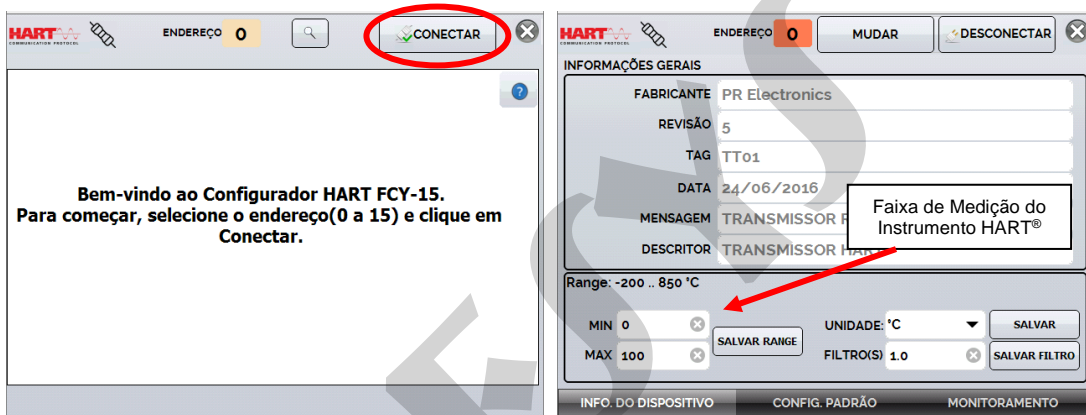 HART
COMMUNICATION PROTOCOL
ENDEREÇO 0
CONECTAR
Bem-vindo ao Configurador HART FCY-15.
Para começar, selecione o endereço(0 a 15) e clique em
Conectar.
HART
COMMUNICATION PROTOCOL
ENDEREÇO 0 MUDAR DESCONECTAR
INFORMAÇÕES GERAIS
FABRICANTE PR Electronics
REVISÃO 5
TAG TT01
DATA 24/06/2016
MENSAGEM TRANSMISSOR
DESCRITOR TRANSMISSOR HART
Faixa de Medição do
Instrumento HART®
Range: -200 .. 850 °C
MIN 0 UNIDADE: °C SALVAR
SALVAR RANGE
MAX 100 FILTRO(S) 1.0 SALVAR FILTRO
INFO. DO DISPOSITIVO CONFIG. PADRÃO MONITORAMENTO